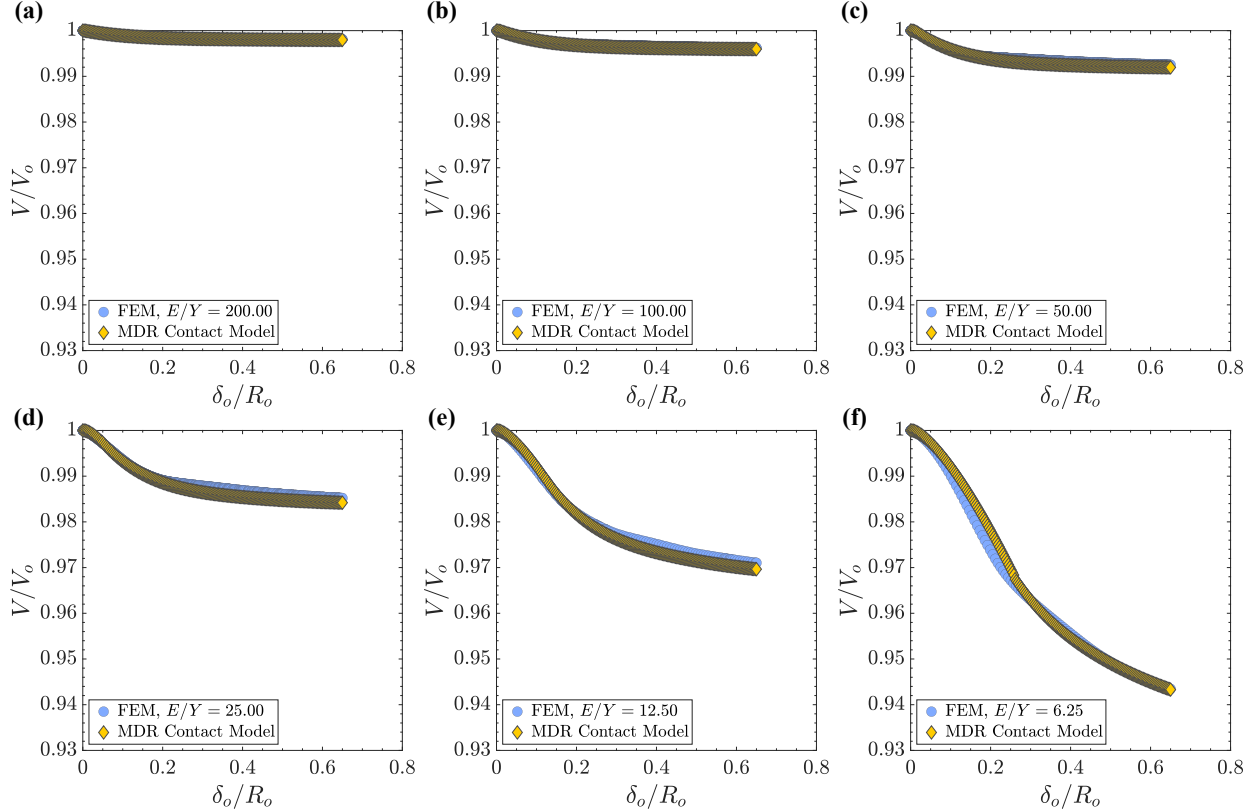 (a)
1
0.99
0.98
0.97
0.96
0.95
0.94
0.93
V/V_o
FEM, E/Y = 200.00
MDR Contact Model
0 0.2 0.4 0.6 0.8
δ_o/R_o
(b)
1
0.99
0.98
0.97
0.96
0.95
0.94
0.93
V/V_o
FEM, E/Y = 100.00
MDR Contact Model
0 0.2 0.4 0.6 0.8
δ_o/R_o
(c)
1
0.99
0.98
0.97
0.96
0.95
0.94
0.93
V/V_o
FEM, E/Y = 50.00
MDR Contact Model
0 0.2 0.4 0.6 0.8
δ_o/R_o
(d)
1
0.99
0.98
0.97
0.96
0.95
0.94
0.93
V/V_o
FEM, E/Y = 25.00
MDR Contact Model
0 0.2 0.4 0.6 0.8
δ_o/R_o
(e)
1
0.99
0.98
0.97
0.96
0.95
0.94
0.93
V/V_o
FEM, E/Y = 12.50
MDR Contact Model
0 0.2 0.4 0.6 0.8
δ_o/R_o
(f)
1
0.99
0.98
0.97
0.96
0.95
0.94
0.93
V/V_o
FEM, E/Y = 6.25
MDR Contact Model
0 0.2 0.4 0.6 0.8
δ_o/R_o